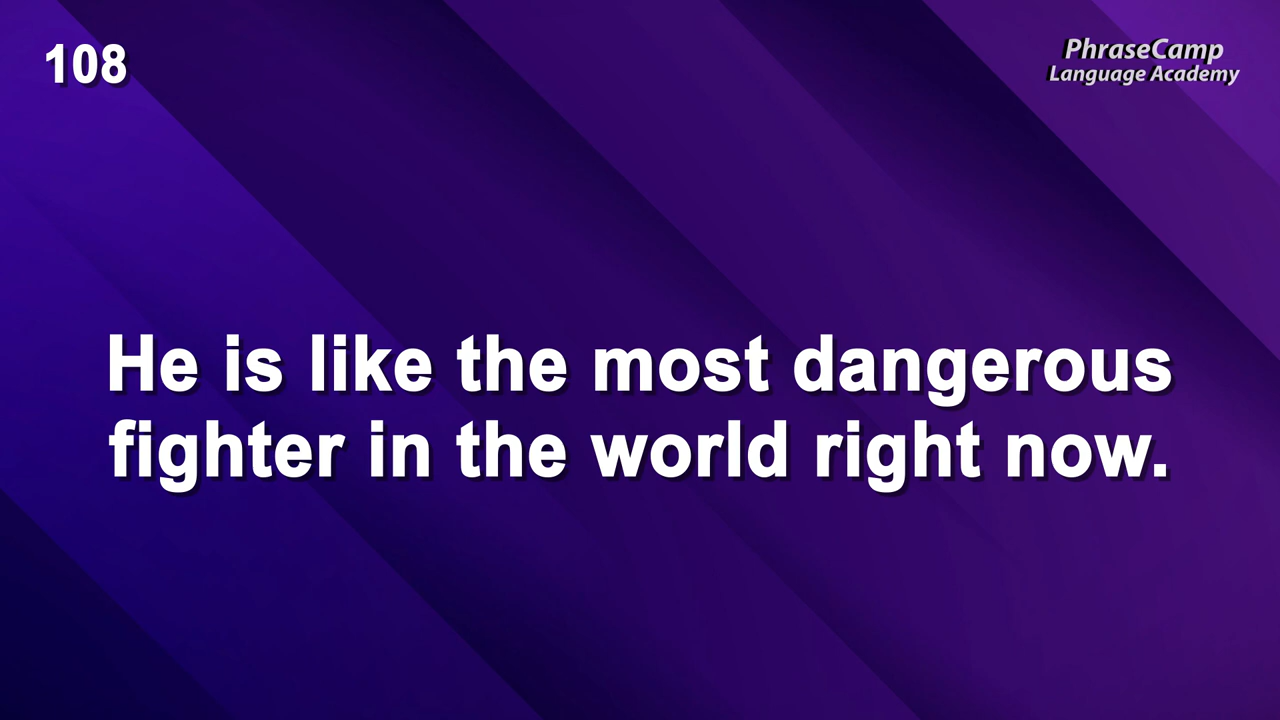 108
PhraseCamp
Language Academy
He is like the most dangerous
fighter in the world right now.